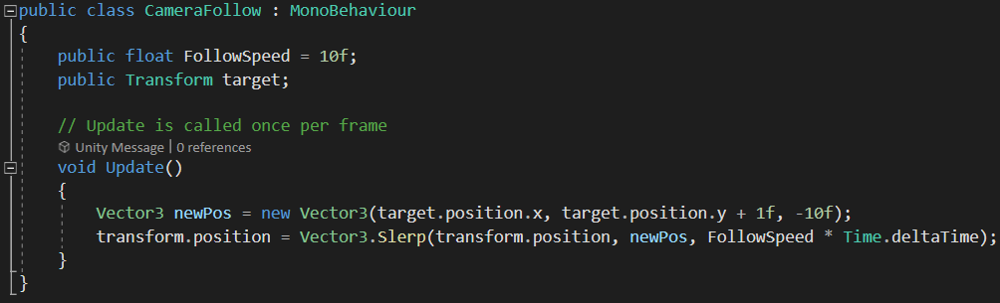 public class CameraFollow : MonoBehaviour
{
    public float FollowSpeed = 10f;
    public Transform target;

    // Update is called once per frame
    Unity Message | 0 references
    void Update()
    {
        Vector3 newPos = new Vector3(target.position.x, target.position.y + 1f, -10f);
        transform.position = Vector3.Slerp(transform.position, newPos, FollowSpeed * Time.deltaTime);
    }
}